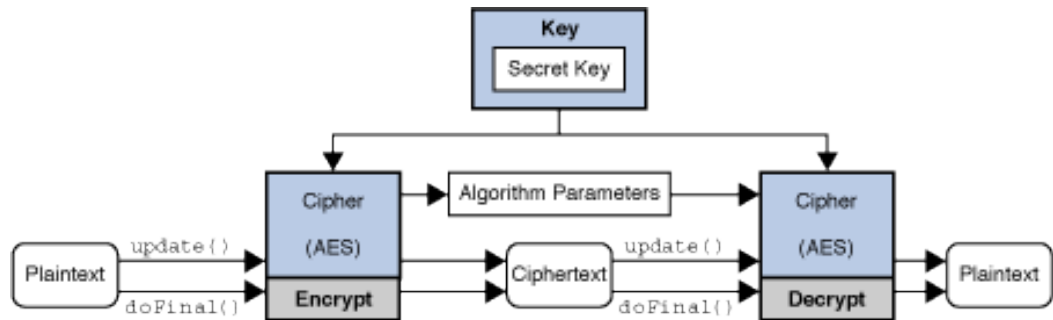 Key
Secret Key
Cipher
(AES)
Encrypt
Algorithm Parameters
Cipher
(AES)
Decrypt
Plaintext
update()
doFinal()
Ciphertext
update()
doFinal()
Plaintext